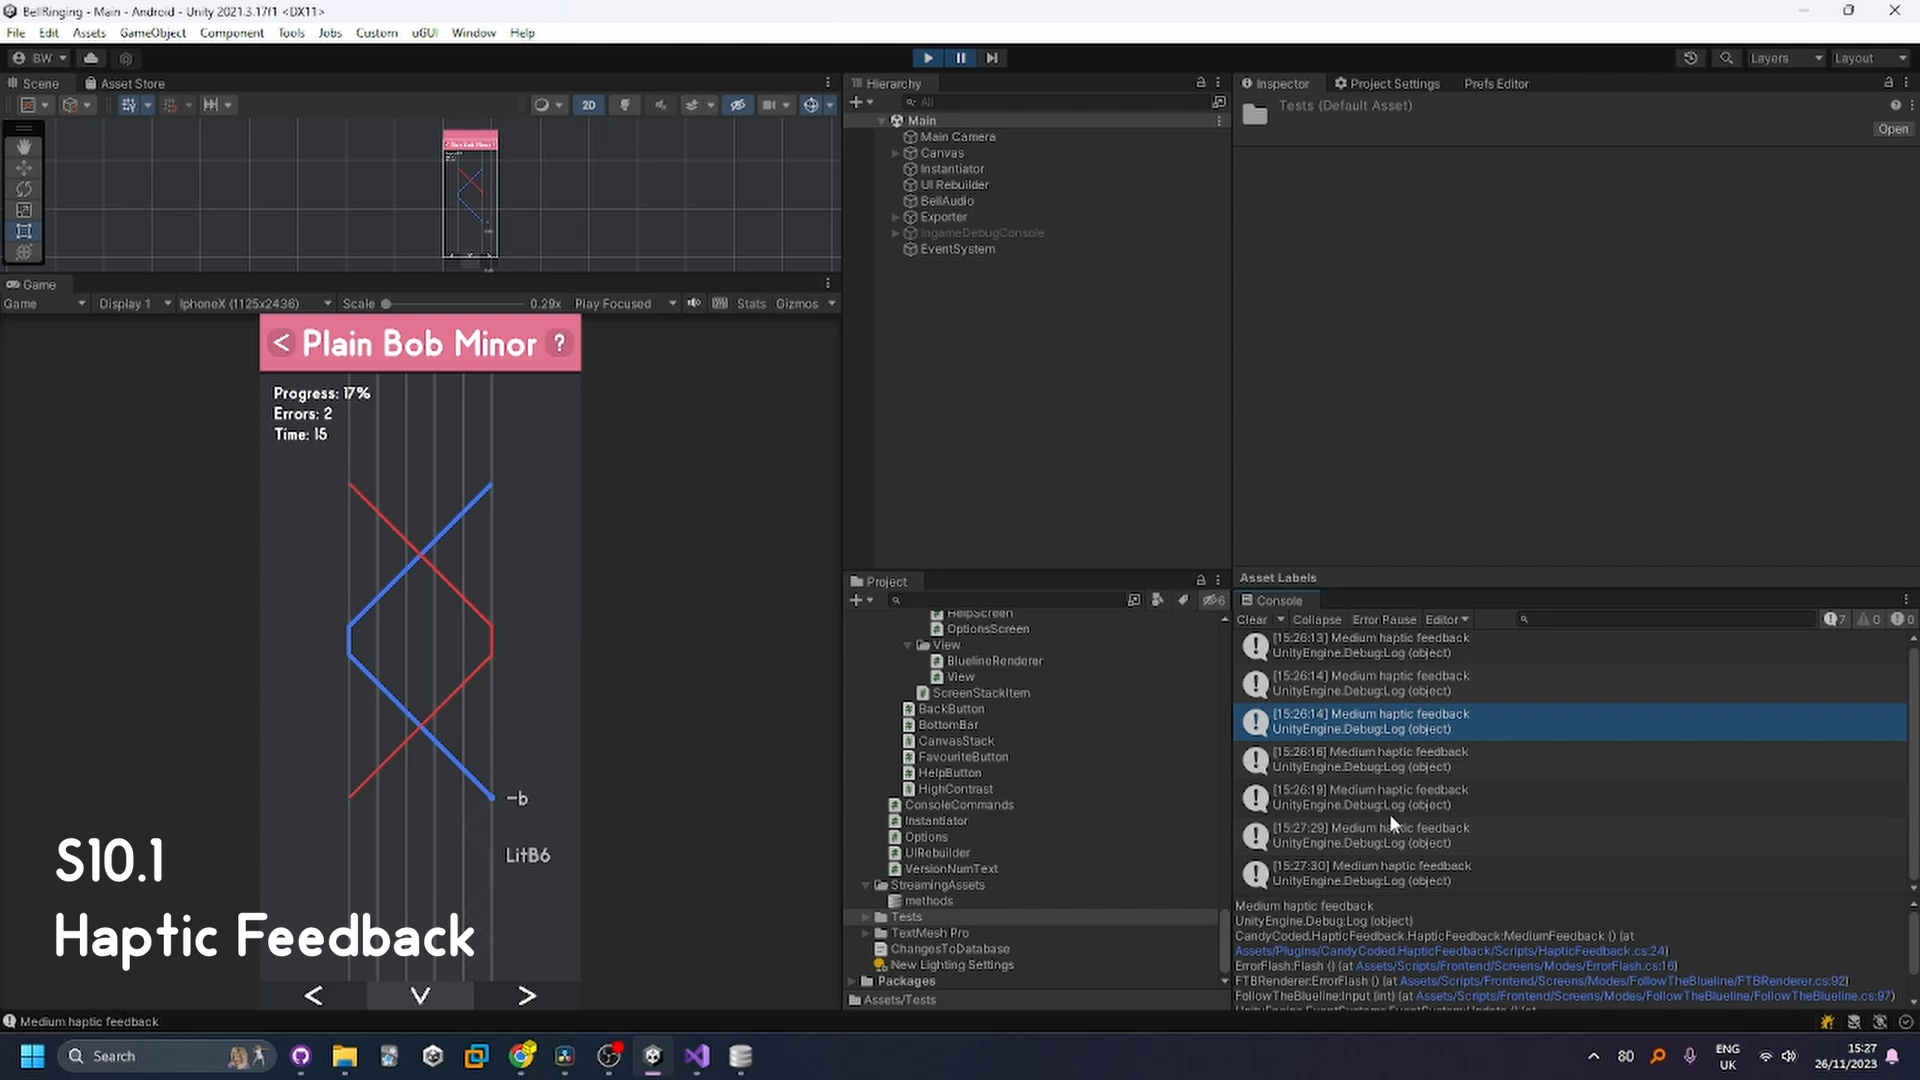 BellRinging - Main - Android - Unity 2021.3.17f1 <DX11>
File Edit Assets GameObject Component Tools Jobs Custom uGUI Window Help
BW
Layers Layout
Scene Asset Store
2D
Game
Game Display 1 IphoneX (1125x2436) Scale 0.29x Play Focused Stats Gizmos
< Plain Bob Minor ?
Progress: 17%
Errors: 2
Time: 15
-b
LitB6
< V >
S10.1
Haptic Feedback
Hierarchy
All
Main
Main Camera
Canvas
Instantiator
UI Rebuilder
BellAudio
Exporter
IngameDebugConsole
EventSystem
Project
6
HelpScreen
OptionsScreen
View
BluelineRenderer
View
ScreenStackItem
BackButton
BottomBar
CanvasStack
FavouriteButton
HelpButton
HighContrast
ConsoleCommands
Instantiator
Options
UIRebuilder
VersionNumText
StreamingAssets
methods
Tests
TextMesh Pro
ChangesToDatabase
New Lighting Settings
Packages
Assets/Tests
Inspector Project Settings Prefs Editor
Tests (Default Asset)
Open
Asset Labels
Console
Clear Collapse Error Pause Editor 7 0 0
[15:26:13] Medium haptic feedback
UnityEngine.Debug:Log (object)
[15:26:14] Medium haptic feedback
UnityEngine.Debug:Log (object)
[15:26:14] Medium haptic feedback
UnityEngine.Debug:Log (object)
[15:26:16] Medium haptic feedback
UnityEngine.Debug:Log (object)
[15:26:19] Medium haptic feedback
UnityEngine.Debug:Log (object)
[15:27:29] Medium haptic feedback
UnityEngine.Debug:Log (object)
[15:27:30] Medium haptic feedback
UnityEngine.Debug:Log (object)
Medium haptic feedback
UnityEngine.Debug:Log (object)
CandyCoded.HapticFeedback.HapticFeedback:MediumFeedback () (at
Assets/Plugins/CandyCoded.HapticFeedback/Scripts/HapticFeedback.cs:24)
ErrorFlash:Flash () (at Assets/Scripts/Frontend/Screens/Modes/ErrorFlash.cs:16)
FTBRenderer:ErrorFlash () (at Assets/Scripts/Frontend/Screens/Modes/FollowTheBlueline/FTBRenderer.cs:92)
FollowTheBlueline:Input (int) (at Assets/Scripts/Frontend/Screens/Modes/FollowTheBlueline/FollowTheBlueline.cs:97)
Medium haptic feedback
Search
80
ENG
UK
15:27
26/11/2023